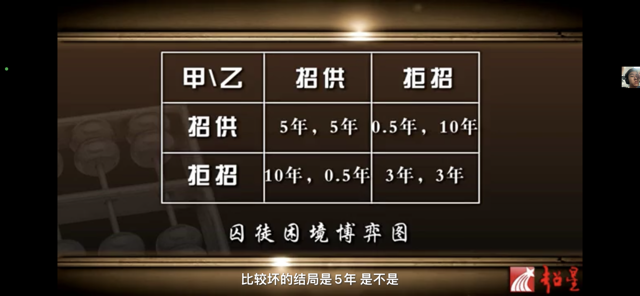 甲\乙 招供 拒招
招供 5年，5年 0.5年，10年
拒招 10年，0.5年 3年，3年
囚徒困境博弈图
比较坏的结局是5年 是不是
超星